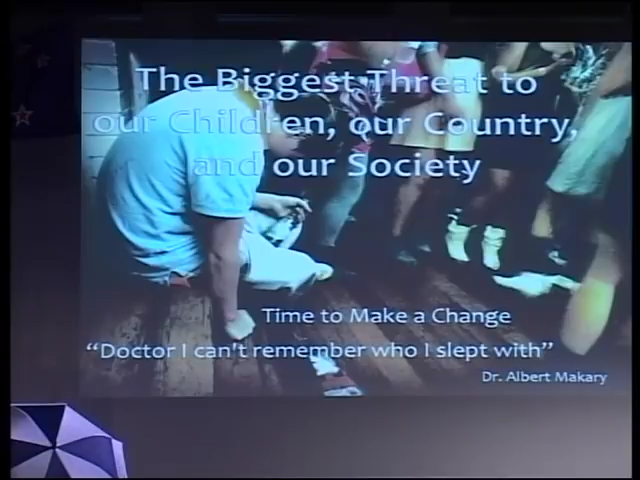 The Biggest Threat to
our Children, our Country,
and our Society
Time to Make a Change
“Doctor I can't remember who I slept with”
Dr. Albert Makary